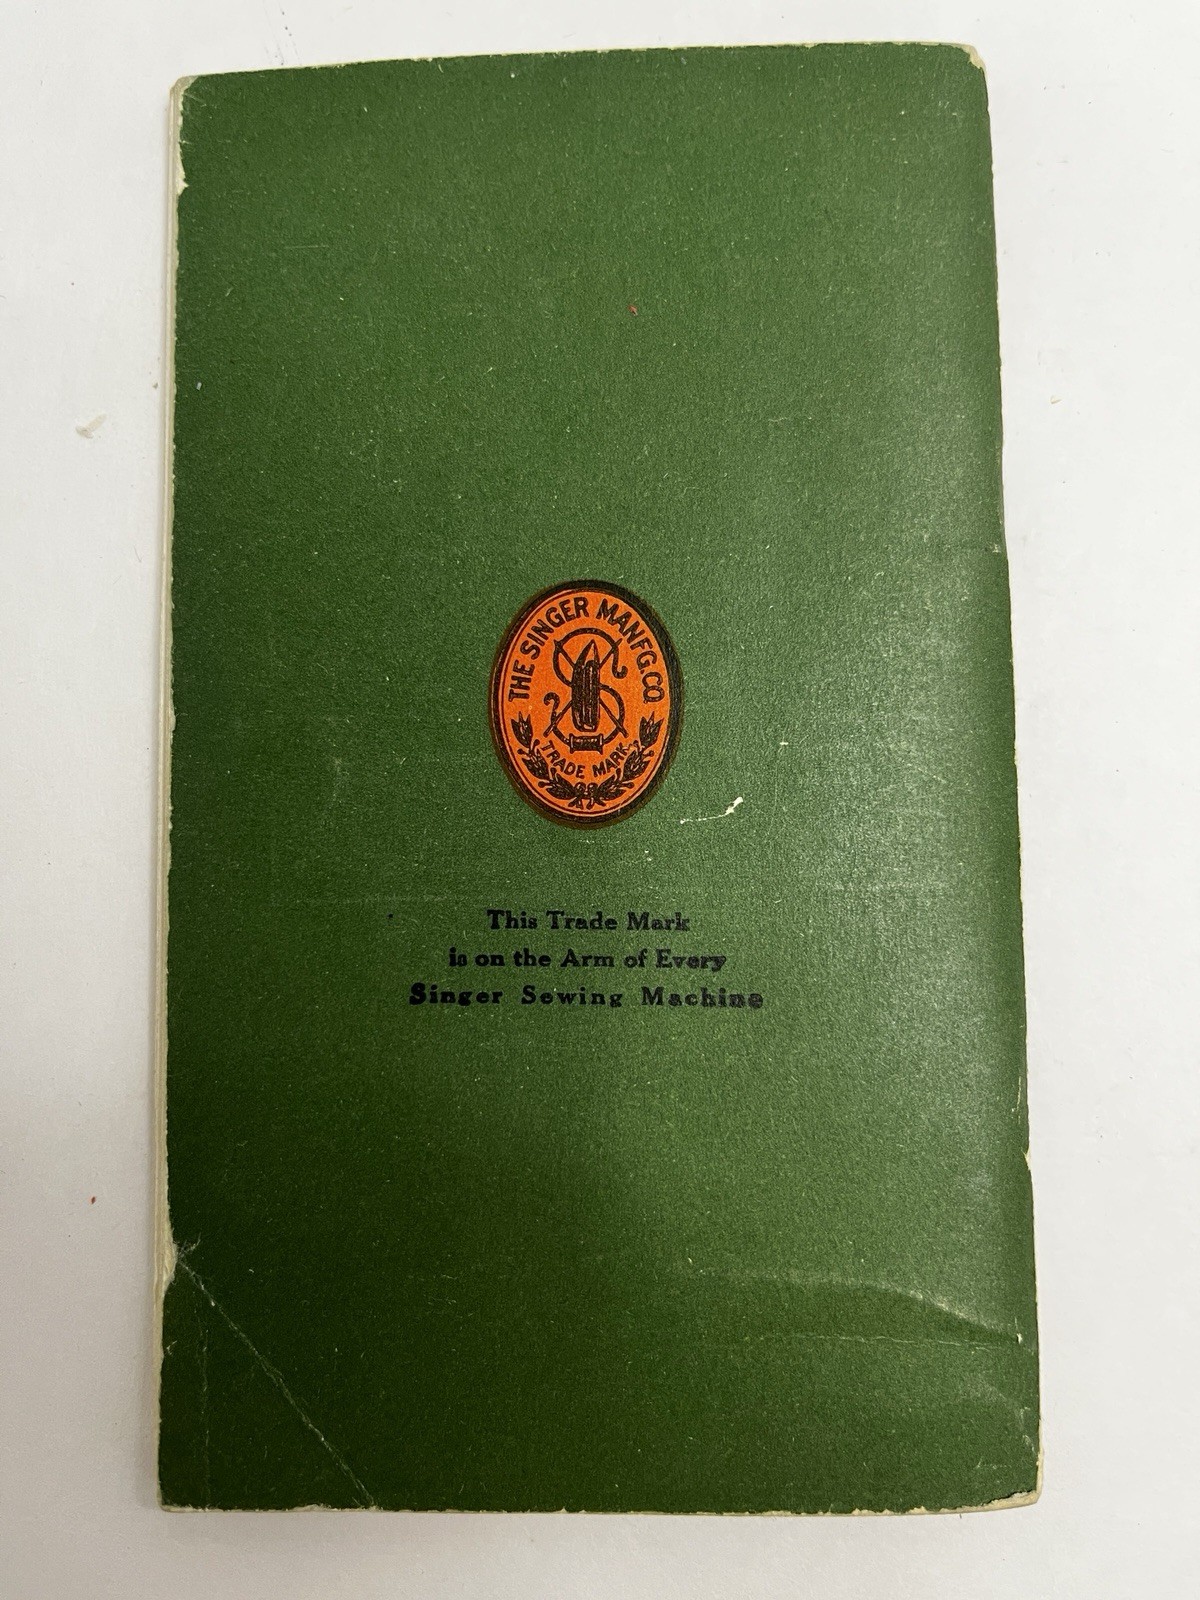 THE SINGER MANFG. CO
TRADE MARK
This Trade Mark
is on the Arm of Every
Singer Sewing Machine